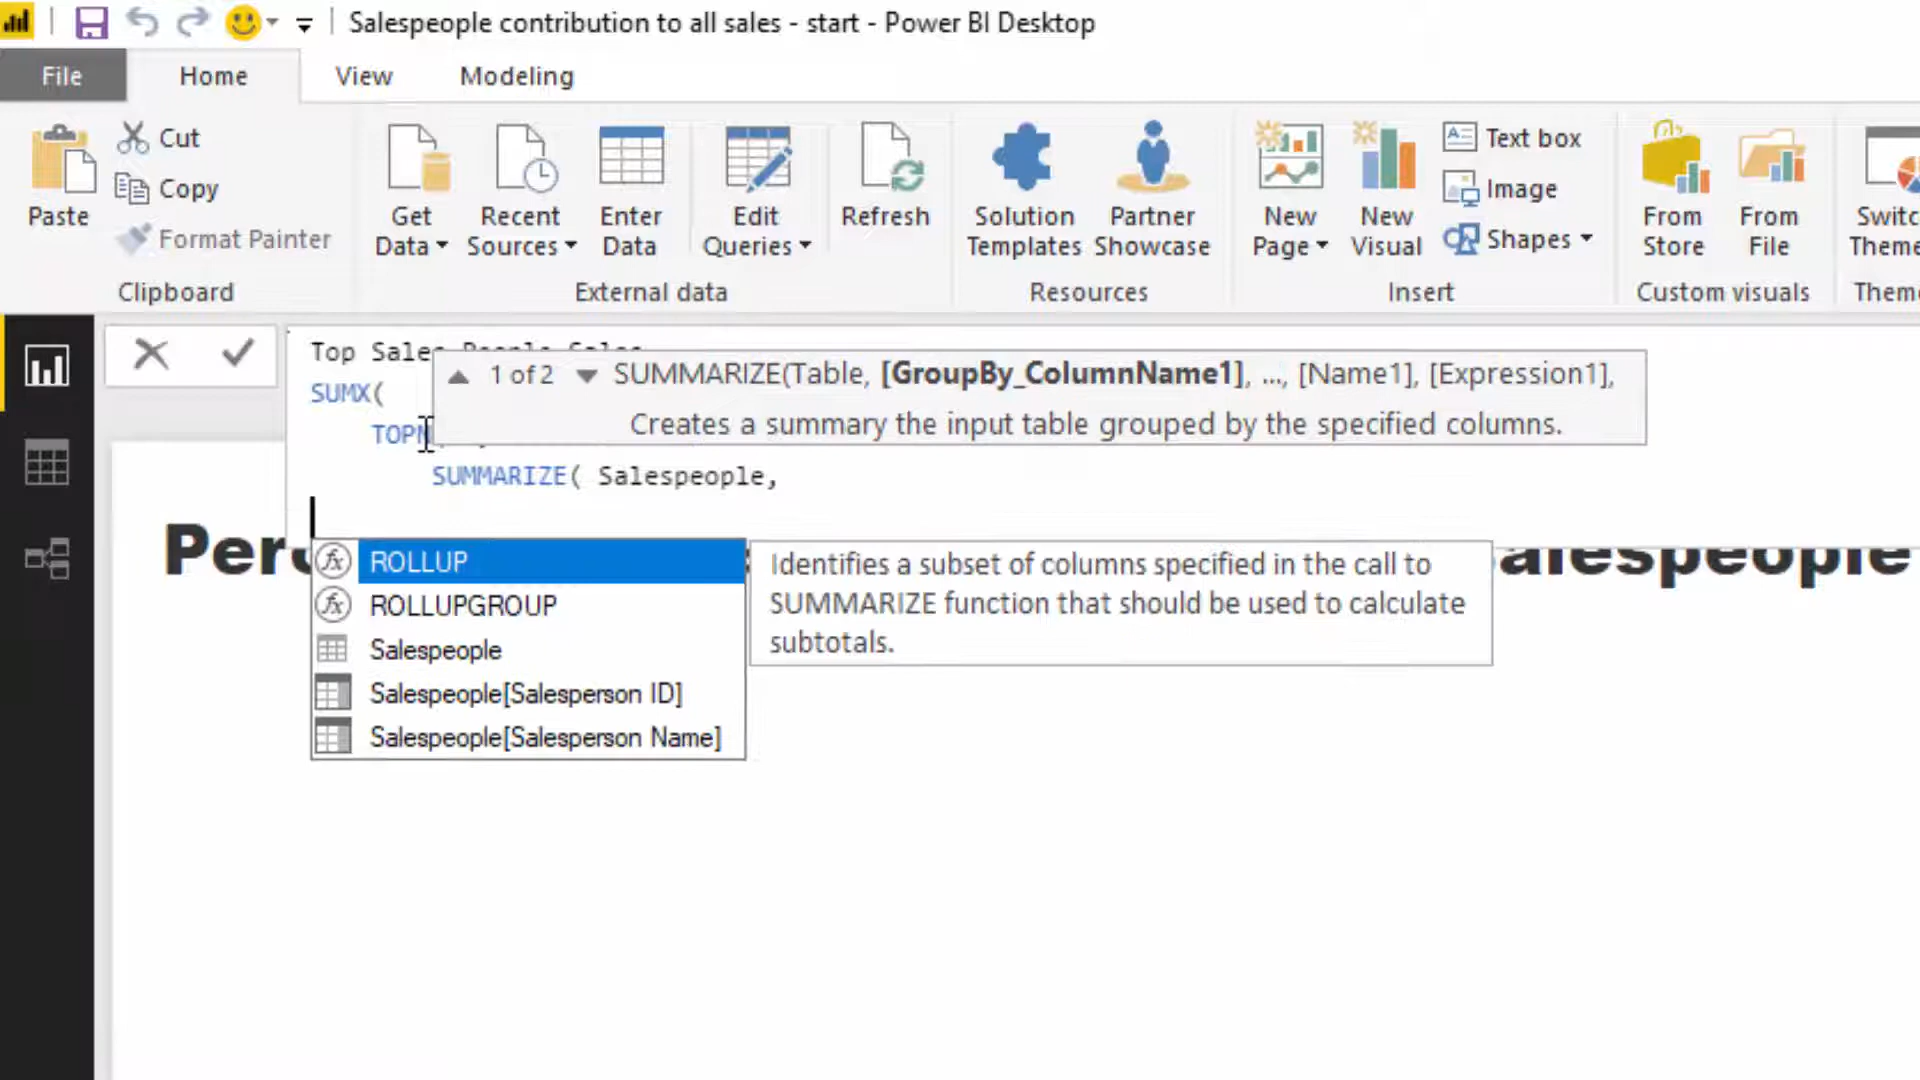 Salespeople contribution to all sales - start - Power BI Desktop
File Home View Modeling
Paste
Cut
Copy
Format Painter
Clipboard
Get Data
Recent Sources
Enter Data
Edit Queries
Refresh
External data
Solution Templates
Partner Showcase
Resources
New Page
New Visual
Text box
Image
Shapes
Insert
From Store
From File
Custom visuals
Top Sales People Sales
SUMX(
TOPN
SUMMARIZE( Salespeople,
1 of 2 SUMMARIZE(Table, [GroupBy_ColumnName1], ..., [Name1], [Expression1],
Creates a summary the input table grouped by the specified columns.
ROLLUP
ROLLUPGROUP
Salespeople
Salespeople[Salesperson ID]
Salespeople[Salesperson Name]
Identifies a subset of columns specified in the call to
SUMMARIZE function that should be used to calculate
subtotals.